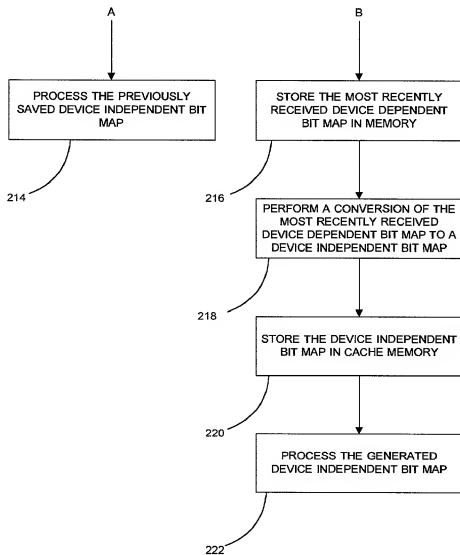 A
PROCESS THE PREVIOUSLY
SAVED DEVICE INDEPENDENT BIT
MAP
214
B
STORE THE MOST RECENTLY
RECEIVED DEVICE DEPENDENT
BIT MAP IN MEMORY
216
PERFORM A CONVERSION OF THE
MOST RECENTLY RECEIVED
DEVICE DEPENDENT BIT MAP TO A
DEVICE INDEPENDENT BIT MAP
218
STORE THE DEVICE INDEPENDENT
BIT MAP IN CACHE MEMORY
220
PROCESS THE GENERATED
DEVICE INDEPENDENT BIT MAP
222